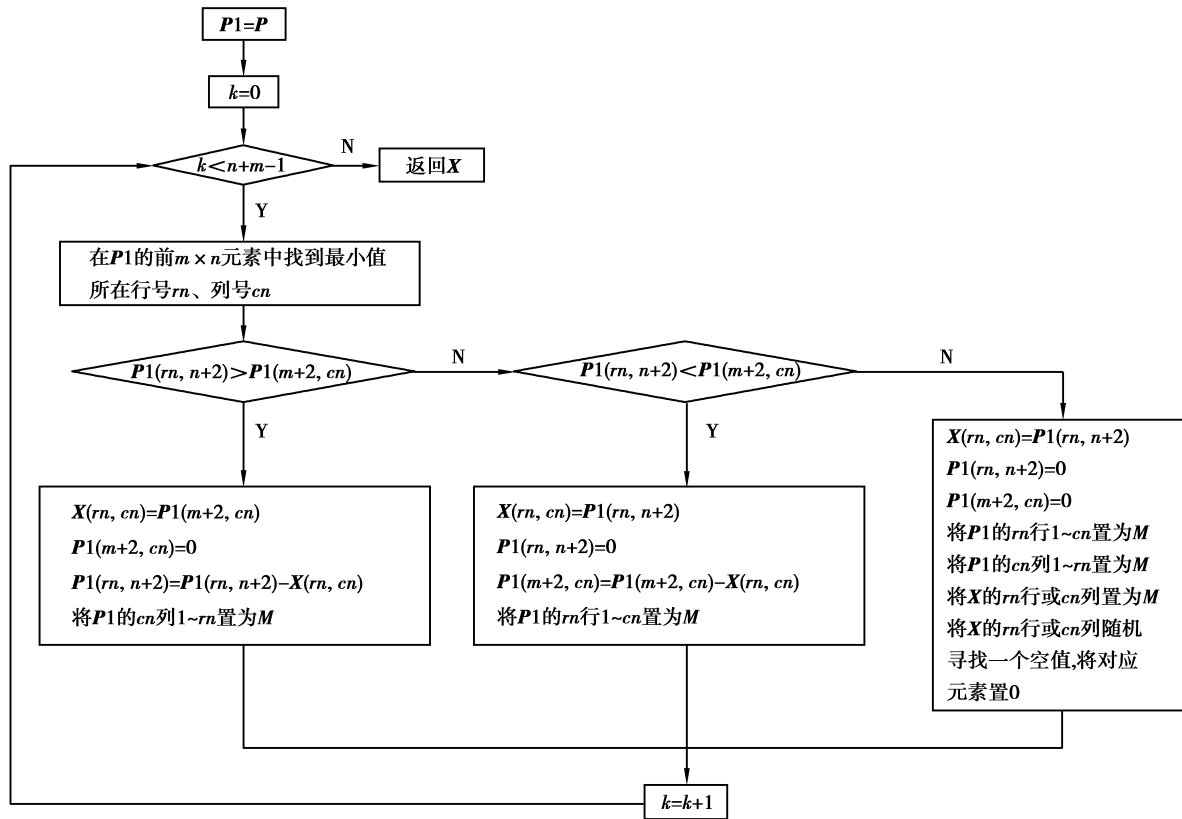 P1=P
k=0
k<n+m−1
N
返回X
Y
在P1的前m×n元素中找到最小值
所在行号rn、列号cn
P1(rn, n+2)>P1(m+2, cn)
N
P1(rn, n+2)<P1(m+2, cn)
N
Y
Y
X(rn, cn)=P1(m+2, cn)
P1(m+2, cn)=0
P1(rn, n+2)=P1(rn, n+2)−X(rn, cn)
将P1的cn列1~rn置为M
X(rn, cn)=P1(rn, n+2)
P1(rn, n+2)=0
P1(m+2, cn)=P1(m+2, cn)−X(rn, cn)
将P1的rn行1~cn置为M
X(rn, cn)=P1(rn, n+2)
P1(rn, n+2)=0
P1(m+2, cn)=0
将P1的rn行1~cn置为M
将P1的cn列1~rn置为M
将X的rn行或cn列置为M
将X的rn行或cn列随机
寻找一个空值,将对应
元素置0
k=k+1